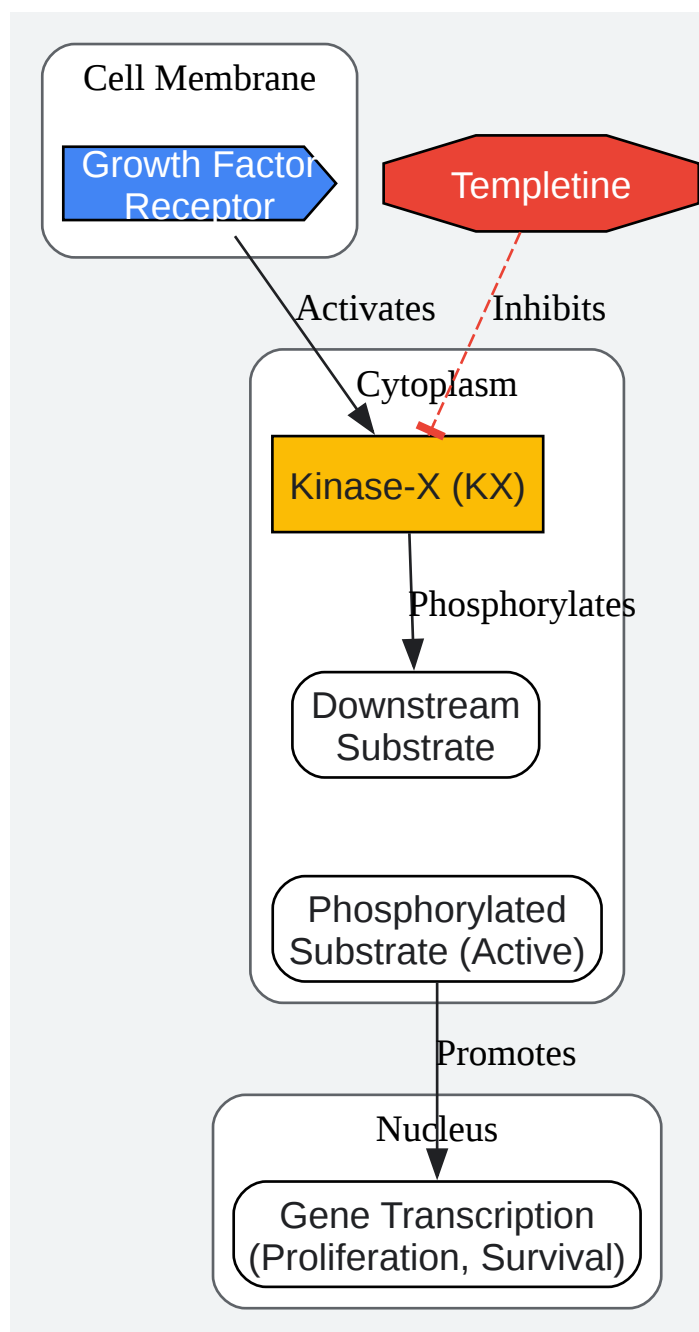 Cell Membrane
Growth Factor
Receptor
Templetine
Activates
Inhibits
Cytoplasm
Kinase-X (KX)
Phosphorylates
Downstream
Substrate
Phosphorylated
Substrate (Active)
Promotes
Nucleus
Gene Transcription
(Proliferation, Survival)